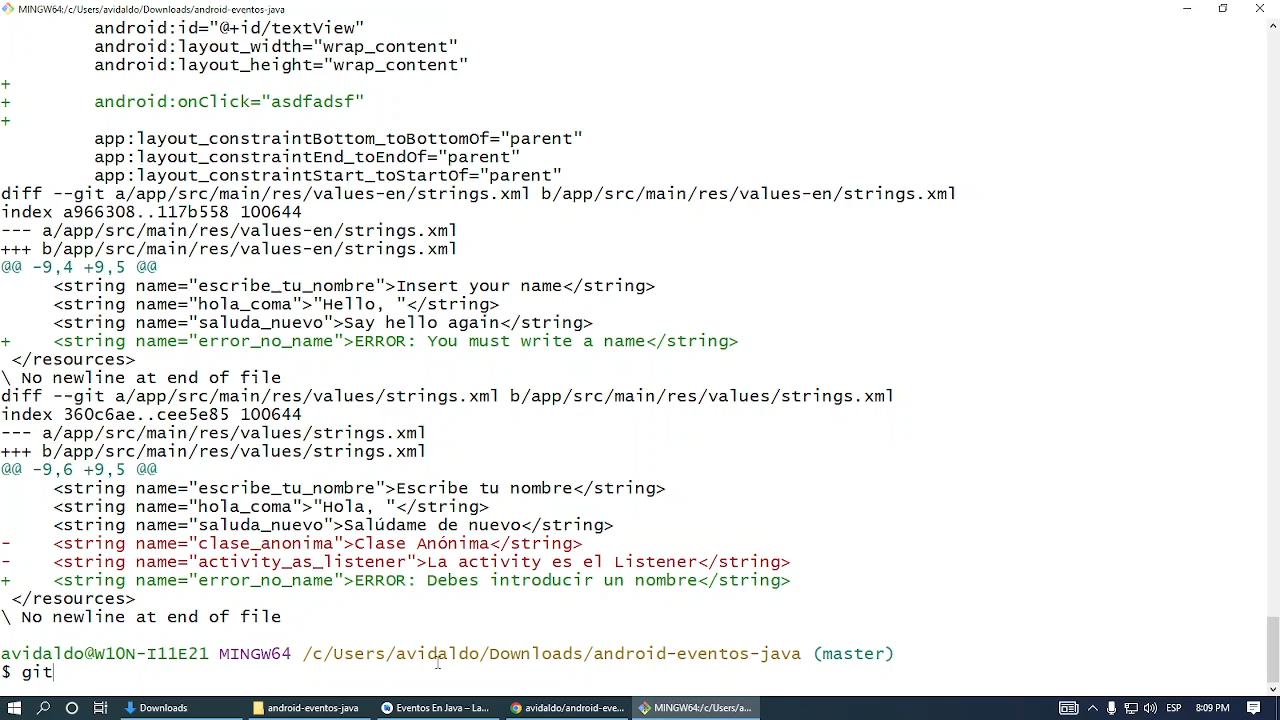 MINGW64:/c/Users/avidaldo/Downloads/android-eventos-java
android:id="@+id/textView"
android:layout_width="wrap_content"
android:layout_height="wrap_content"
+
+         android:onClick="asdfadsf"
+
app:layout_constraintBottom_toBottomOf="parent"
app:layout_constraintEnd_toEndOf="parent"
app:layout_constraintStart_toStartOf="parent"
diff --git a/app/src/main/res/values-en/strings.xml b/app/src/main/res/values-en/strings.xml
index a966308..117b558 100644
--- a/app/src/main/res/values-en/strings.xml
+++ b/app/src/main/res/values-en/strings.xml
@@ -9,4 +9,5 @@
<string name="escribe_tu_nombre">Insert your name</string>
<string name="hola_coma">"Hello, "</string>
<string name="saluda_nuevo">Say hello again</string>
+    <string name="error_no_name">ERROR: You must write a name</string>
</resources>
\ No newline at end of file
diff --git a/app/src/main/res/values/strings.xml b/app/src/main/res/values/strings.xml
index 360c6ae..cee5e85 100644
--- a/app/src/main/res/values/strings.xml
+++ b/app/src/main/res/values/strings.xml
@@ -9,6 +9,5 @@
<string name="escribe_tu_nombre">Escribe tu nombre</string>
<string name="hola_coma">"Hola, "</string>
<string name="saluda_nuevo">Salúdame de nuevo</string>
-    <string name="clase_anonima">Clase Anónima</string>
-    <string name="activity_as_listener">La activity es el Listener</string>
+    <string name="error_no_name">ERROR: Debes introducir un nombre</string>
</resources>
\ No newline at end of file
avidaldo@W10N-I11E21 MINGW64 /c/Users/avidaldo/Downloads/android-eventos-java (master)
$ git
Downloads android-eventos-java Eventos En Java – La... avidaldo/android-eve... MINGW64:/c/Users/a... ESP 8:09 PM